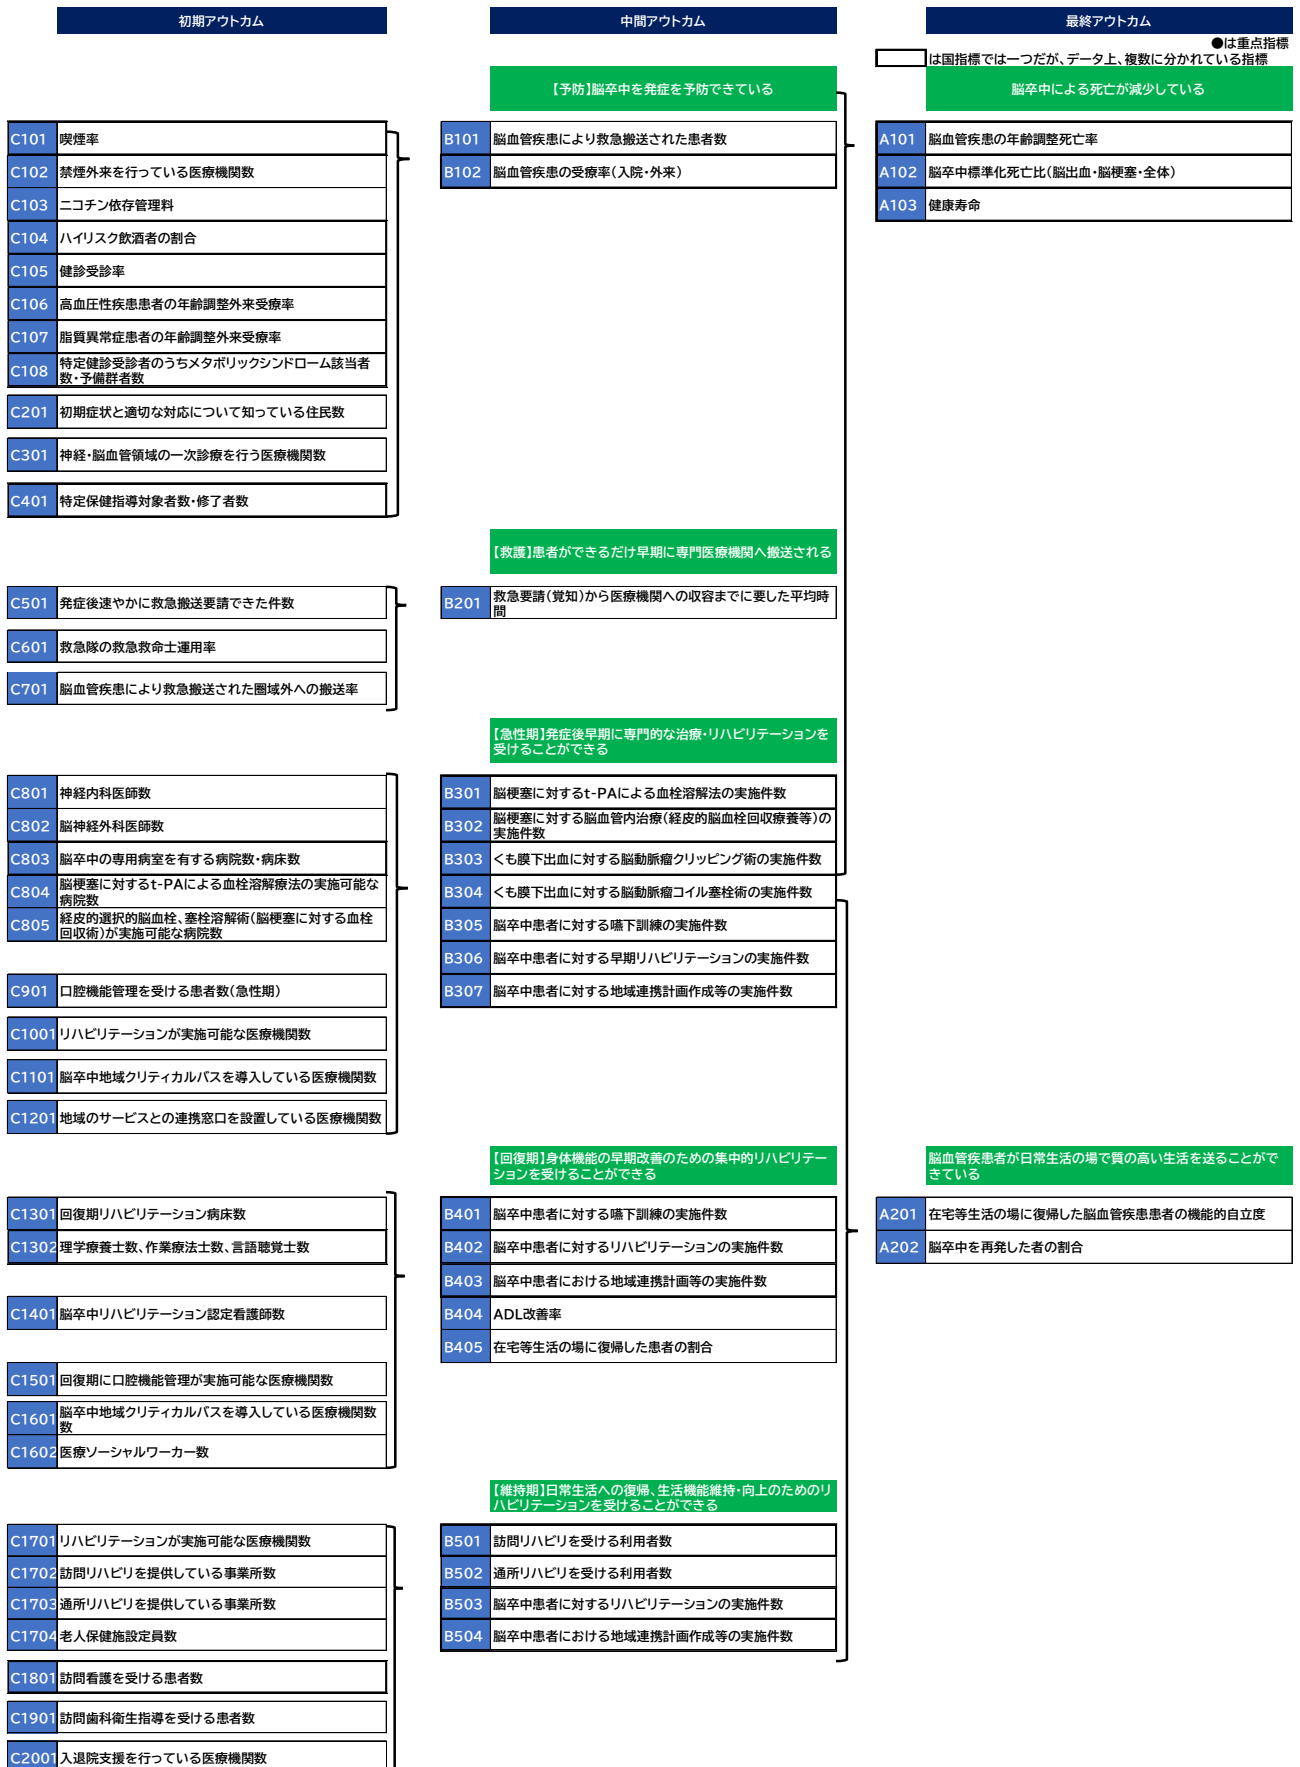 初期アウトカム
中間アウトカム
最終アウトカム
●は重点指標
は国指標では一つだが、データ上、複数に分かれている指標
【予防】脳卒中を発症を予防できている
脳卒中による死亡が減少している
C101 喫煙率
B101 脳血管疾患により救急搬送された患者数
A101 脳血管疾患の年齢調整死亡率
C102 禁煙外来を行っている医療機関数
B102 脳血管疾患の受療率(入院・外来)
A102 脳卒中標準化死亡比(脳出血・脳梗塞・全体)
C103 ニコチン依存管理料
A103 健康寿命
C104 ハイリスク飲酒者の割合
C105 健診受診率
C106 高血圧性疾患患者の年齢調整外来受療率
C107 脂質異常症患者の年齢調整外来受療率
C108 特定健診受診者のうちメタボリックシンドローム該当者
数・予備群者数
C201 初期症状と適切な対応について知っている住民数
C301 神経・脳血管領域の一次診療を行う医療機関数
C401 特定保健指導対象者数・修了者数
【救護】患者ができるだけ早期に専門医療機関へ搬送される
C501 発症後速やかに救急搬送要請できた件数
B201 救急要請(覚知)から医療機関への収容までに要した平均時
間
C601 救急隊の救急救命士運用率
C701 脳血管疾患により救急搬送された圏域外への搬送率
【急性期】発症後早期に専門的な治療・リハビリテーションを
受けることができる
C801 神経内科医師数
B301 脳梗塞に対するt-PAによる血栓溶解法の実施件数
C802 脳神経外科医師数
B302 脳梗塞に対する脳血管内治療(経皮的脳血栓回収療養等)の
実施件数
C803 脳卒中の専用病室を有する病院数・病床数
B303 くも膜下出血に対する脳動脈瘤クリッピング術の実施件数
C804 脳梗塞に対するt-PAによる血栓溶解療法の実施可能な
病院数
B304 くも膜下出血に対する脳動脈瘤コイル塞栓術の実施件数
C805 経皮的選択的脳血栓、塞栓溶解術(脳梗塞に対する血栓
回収術)が実施可能な病院数
B305 脳卒中患者に対する嚥下訓練の実施件数
B306 脳卒中患者に対する早期リハビリテーションの実施件数
C901 口腔機能管理を受ける患者数(急性期)
B307 脳卒中患者に対する地域連携計画作成等の実施件数
C1001 リハビリテーションが実施可能な医療機関数
C1101 脳卒中地域クリティカルバスを導入している医療機関数
C1201 地域のサービスとの連携窓口を設置している医療機関数
【回復期】身体機能の早期改善のための集中的リハビリテー
ションを受けることができる
脳血管疾患者が日常生活の場で質の高い生活を送ることがで
きている
C1301 回復期リハビリテーション病床数
B401 脳卒中患者に対する嚥下訓練の実施件数
A201 在宅等生活の場に復帰した脳血管疾患患者の機能的自立度
C1302 理学療養士数、作業療法士数、言語聴覚士数
B402 脳卒中患者に対するリハビリテーションの実施件数
A202 脳卒中を再発した者の割合
B403 脳卒中患者における地域連携計画等の実施件数
C1401 脳卒中リハビリテーション認定看護師数
B404 ADL改善率
B405 在宅等生活の場に復帰した患者の割合
C1501 回復期に口腔機能管理が実施可能な医療機関数
C1601 脳卒中地域クリティカルバスを導入している医療機関数
数
C1602 医療ソーシャルワーカー数
【維持期】日常生活への復帰、生活機能維持・向上のためのリ
ハビリテーションを受けることができる
C1701 リハビリテーションが実施可能な医療機関数
B501 訪問リハビリを受ける利用者数
C1702 訪問リハビリを提供している事業所数
B502 通所リハビリを受ける利用者数
C1703 通所リハビリを提供している事業所数
B503 脳卒中患者に対するリハビリテーションの実施件数
C1704 老人保健施設定員数
B504 脳卒中患者における地域連携計画作成等の実施件数
C1801 訪問看護を受ける患者数
C1901 訪問歯科衛生指導を受ける患者数
C2001 入退院支援を行っている医療機関数